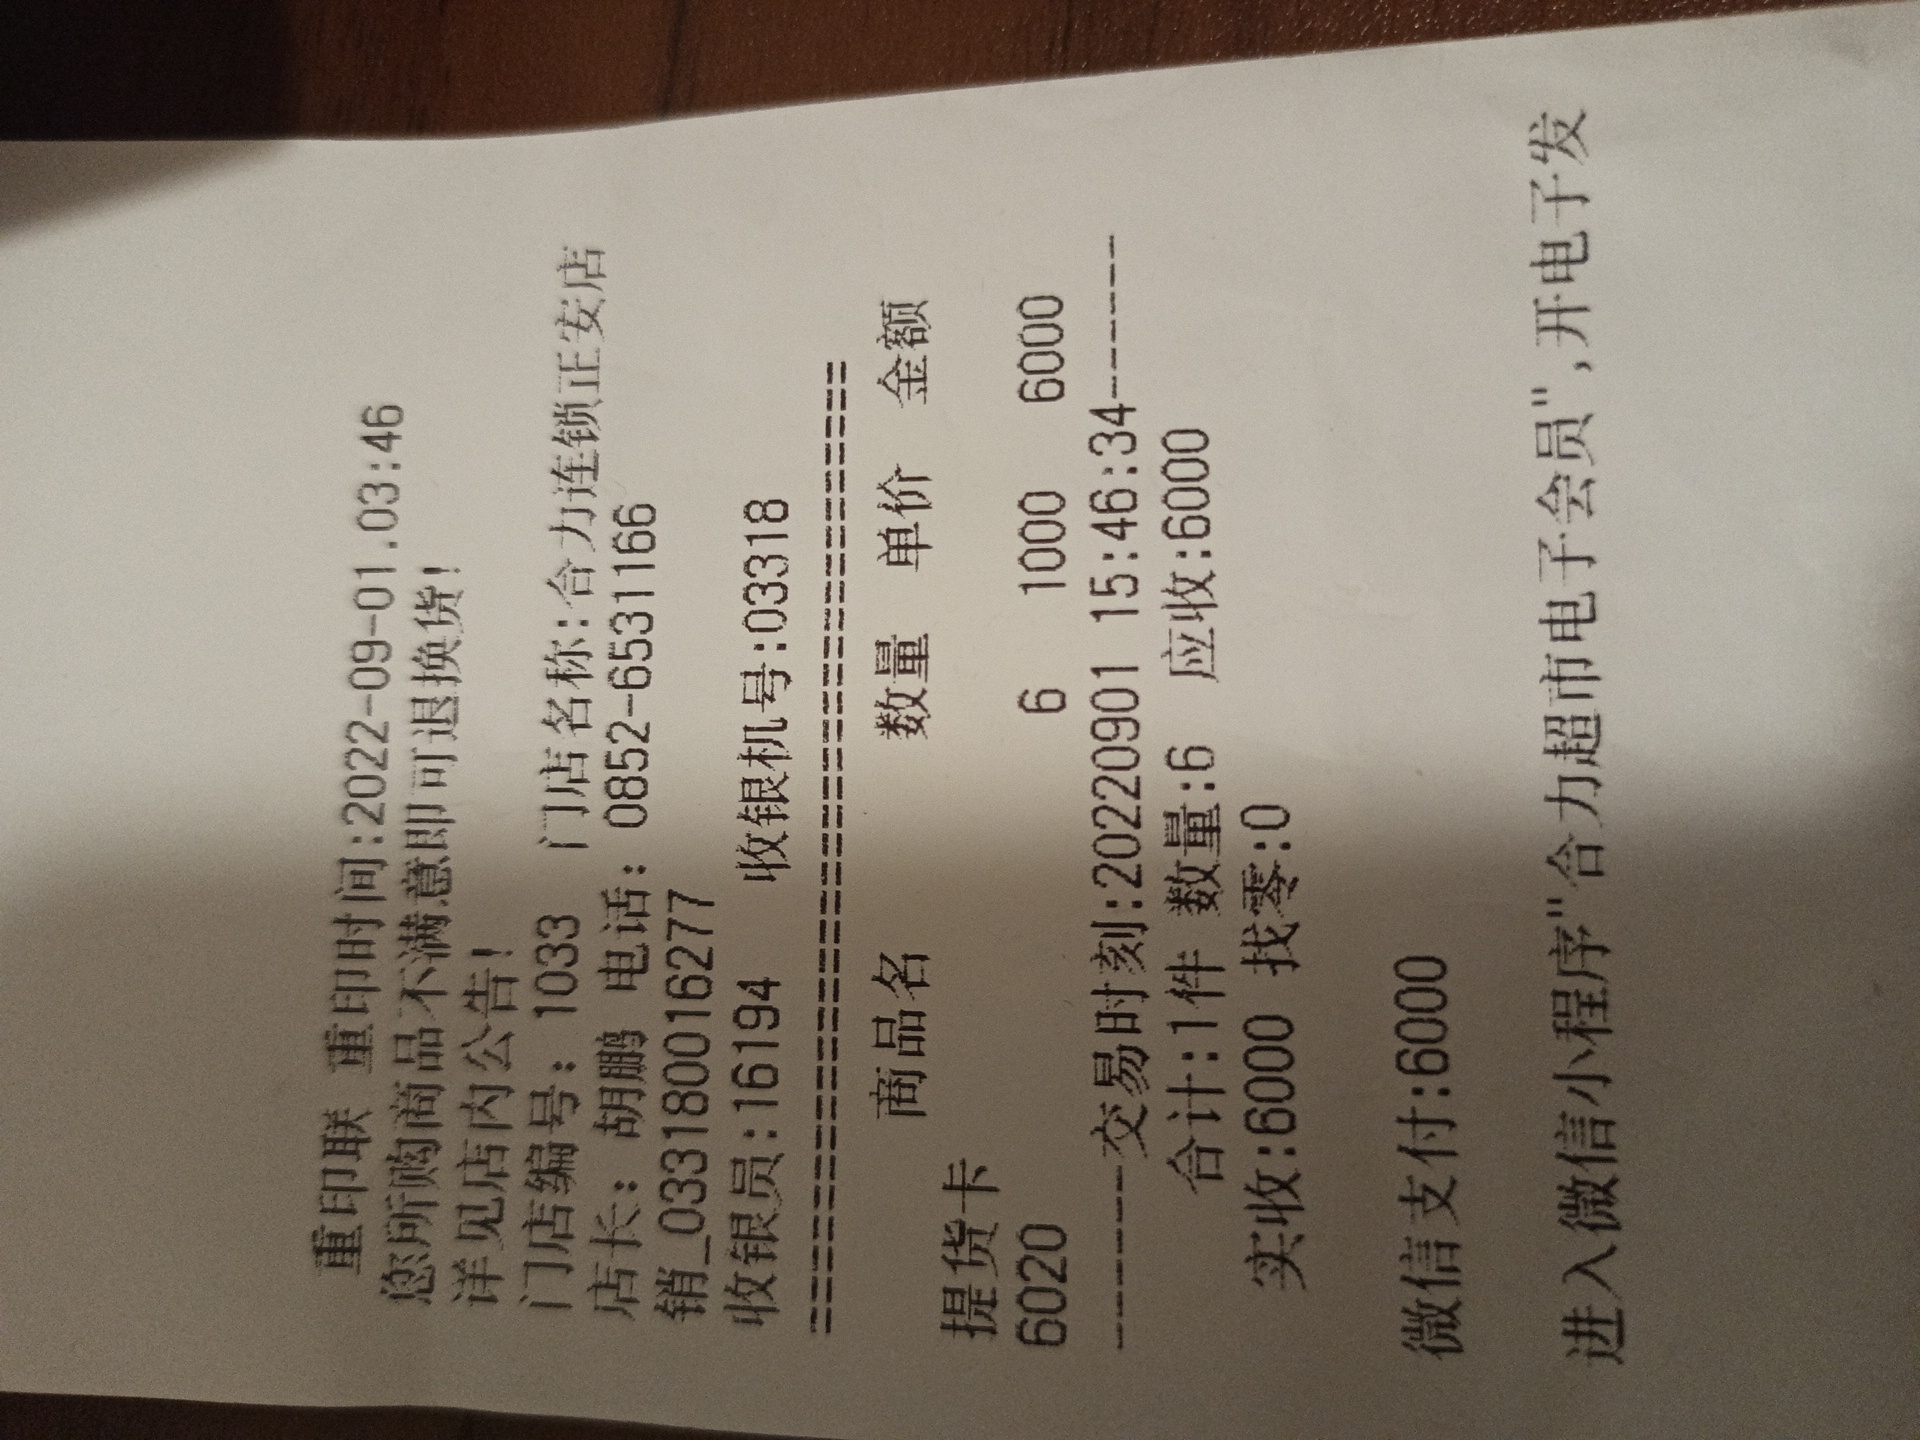 重印联 重印时间:2022-09-01.03:46
您所购商品不满意即可退换货!
详见店内公告!
门店编号: 1033 门店名称:合力连锁正安店
店长: 胡鹏 电话: 0852-6531166
销_03318001​6277
收银员:16194 收银机号:03318
========================================
商品名 数量 单价 金额
提货卡
6020 6 1000 6000
-------交易时刻:20220901 15:46:34-------
合计:1件 数量:6 应收:6000
实收:6000 找零:0
微信支付:6000
进入微信小程序"合力超市电子会员",开电子发